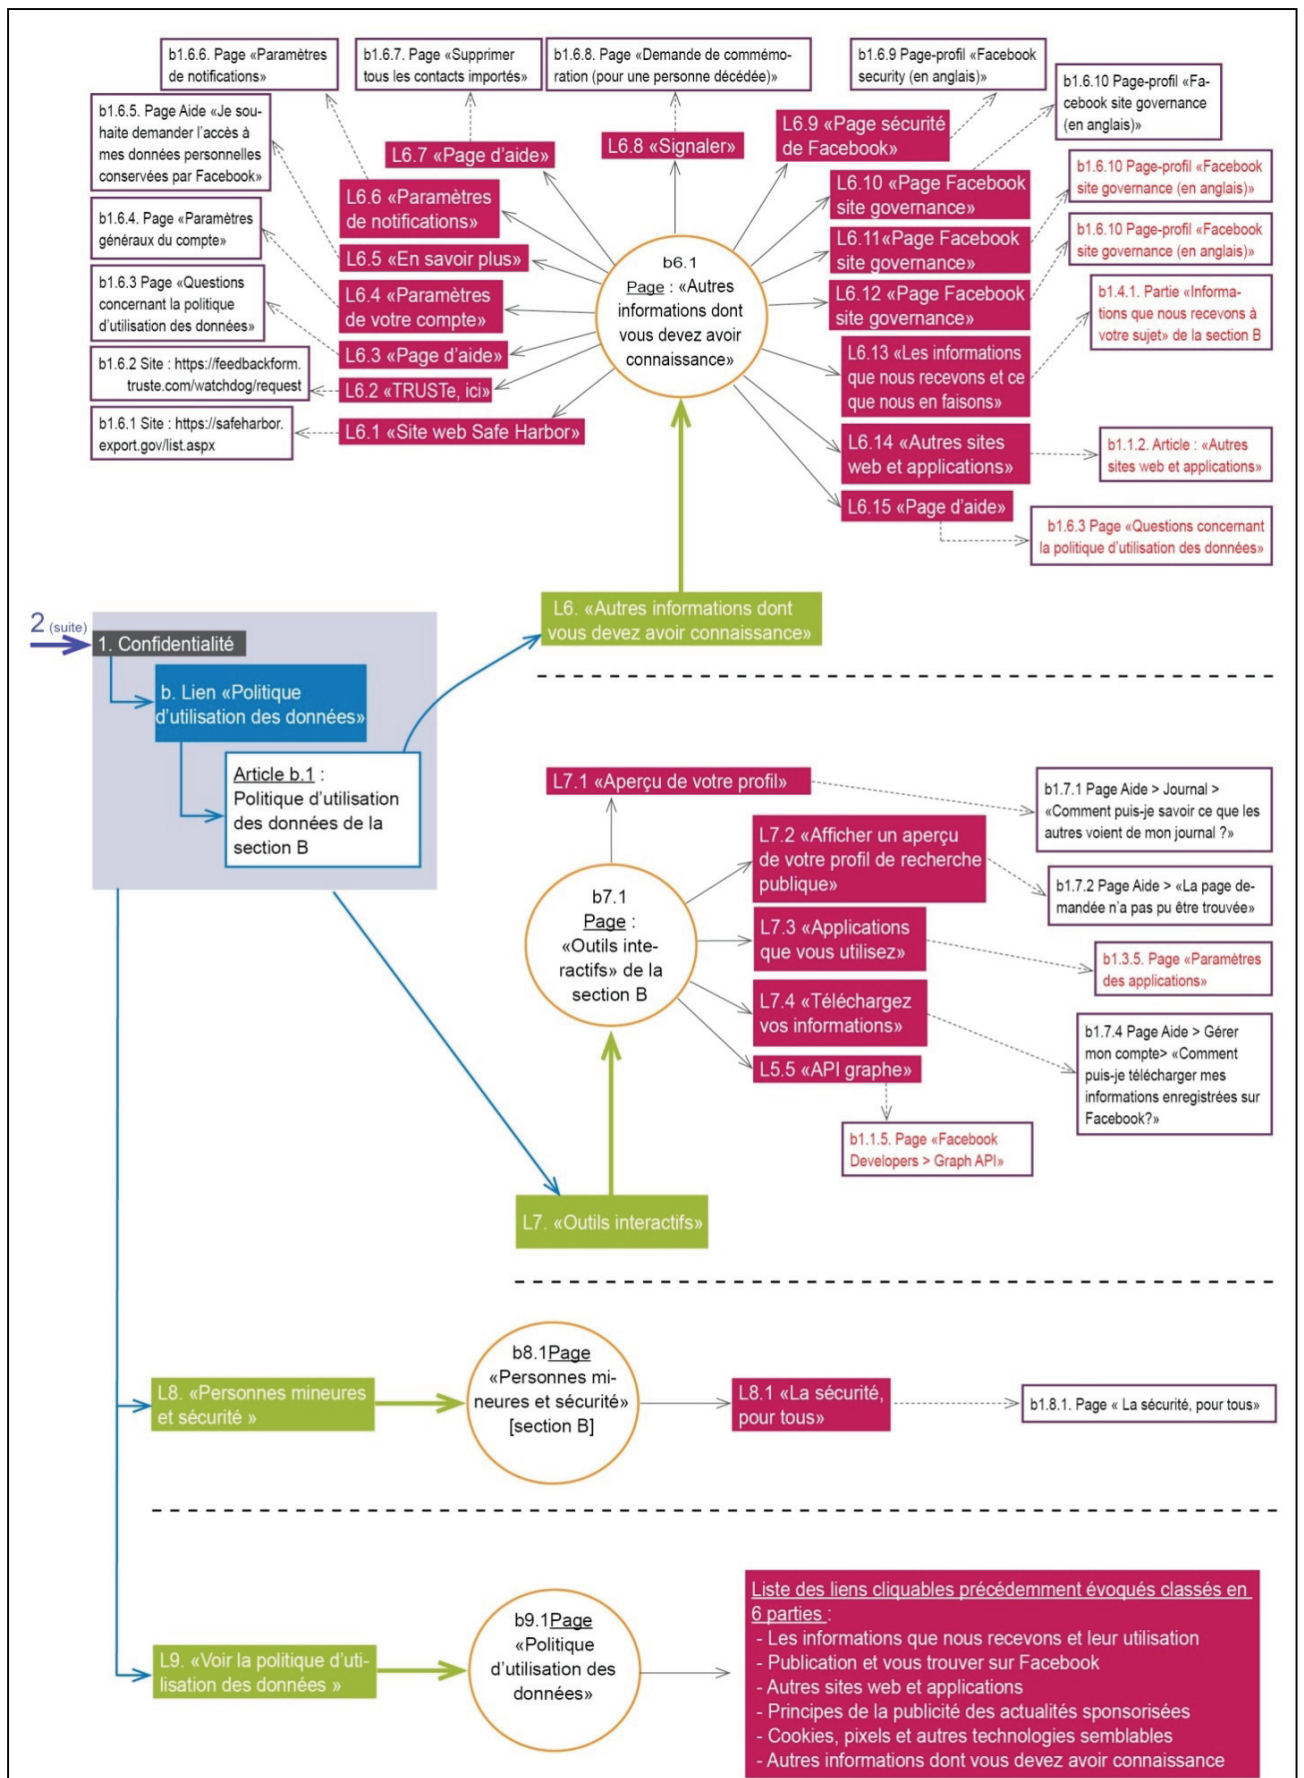 b1.6.6. Page «Paramètres
de notifications»
b1.6.7. Page «Supprimer
tous les contacts importés»
b1.6.8. Page «Demande de commémo-
ration (pour une personne décédée)»
b1.6.9 Page-profil «Facebook
security (en anglais)»
b1.6.10 Page-profil «Fa-
cebook site governance
(en anglais)»
b1.6.5. Page Aide «Je sou-
haite demander l'accès à
mes données personnelles
conservées par Facebook»
L6.7 «Page d'aide»
L6.8 «Signaler»
L6.9 «Page sécurité
de Facebook»
L6.6 «Paramètres
de notifications»
L6.10 «Page Facebook
site governance»
b1.6.10 Page-profil «Facebook
site governance (en anglais)»
b1.6.4. Page «Paramètres
généraux du compte»
L6.5 «En savoir plus»
L6.11«Page Facebook
site governance»
b1.6.10 Page-profil «Facebook
site governance (en anglais)»
b6.1
Page : «Autres
informations dont
vous devez avoir
connaissance»
b1.6.3 Page «Questions
concernant la politique
d'utilisation des données»
L6.4 «Paramètres
de votre compte»
L6.12 «Page Facebook
site governance»
b1.4.1. Partie «Informa-
tions que nous recevons à
votre sujet» de la section B
L6.3 «Page d'aide»
L6.13 «Les informations
que nous recevons et ce
que nous en faisons»
b1.6.2 Site : https://feedbackform.
truste.com/watchdog/request
L6.2 «TRUSTe, ici»
b1.6.1 Site : https://safeharbor.
export.gov/list.aspx
L6.1 «Site web Safe Harbor»
L6.14 «Autres sites
web et applications»
b1.1.2. Article : «Autres
sites web et applications»
L6.15 «Page d'aide»
b1.6.3 Page «Questions concernant
la politique d'utilisation des données»
L6. «Autres informations dont
vous devez avoir connaissance»
2 (suite)
1. Confidentialité
b. Lien «Politique
d'utilisation des données»
Article b.1 :
Politique d'utilisation
des données de la
section B
L7.1 «Aperçu de votre profil»
b1.7.1 Page Aide > Journal >
«Comment puis-je savoir ce que les
autres voient de mon journal ?»
L7.2 «Afficher un aperçu
de votre profil de recherche
publique»
b1.7.2 Page Aide > «La page de-
mandée n'a pas pu être trouvée»
b7.1
Page :
«Outils inte-
ractifs» de la
section B
L7.3 «Applications
que vous utilisez»
b1.3.5. Page «Paramètres
des applications»
L7.4 «Téléchargez
vos informations»
b1.7.4 Page Aide > Gérer
mon compte> «Comment
puis-je télécharger mes
informations enregistrées sur
Facebook?»
L5.5 «API graphe»
b1.1.5. Page «Facebook
Developers > Graph API»
L7. «Outils interactifs»
L8. «Personnes mineures
et sécurité »
b8.1Page
«Personnes mi-
neures et sécurité»
[section B]
L8.1 «La sécurité,
pour tous»
b1.8.1. Page « La sécurité, pour tous»
L9. «Voir la politique d'uti-
lisation des données »
b9.1Page
«Politique
d'utilisation des
données»
Liste des liens cliquables précédemment évoqués classés en
6 parties :
- Les informations que nous recevons et leur utilisation
- Publication et vous trouver sur Facebook
- Autres sites web et applications
- Principes de la publicité des actualités sponsorisées
- Cookies, pixels et autres technologies semblables
- Autres informations dont vous devez avoir connaissance